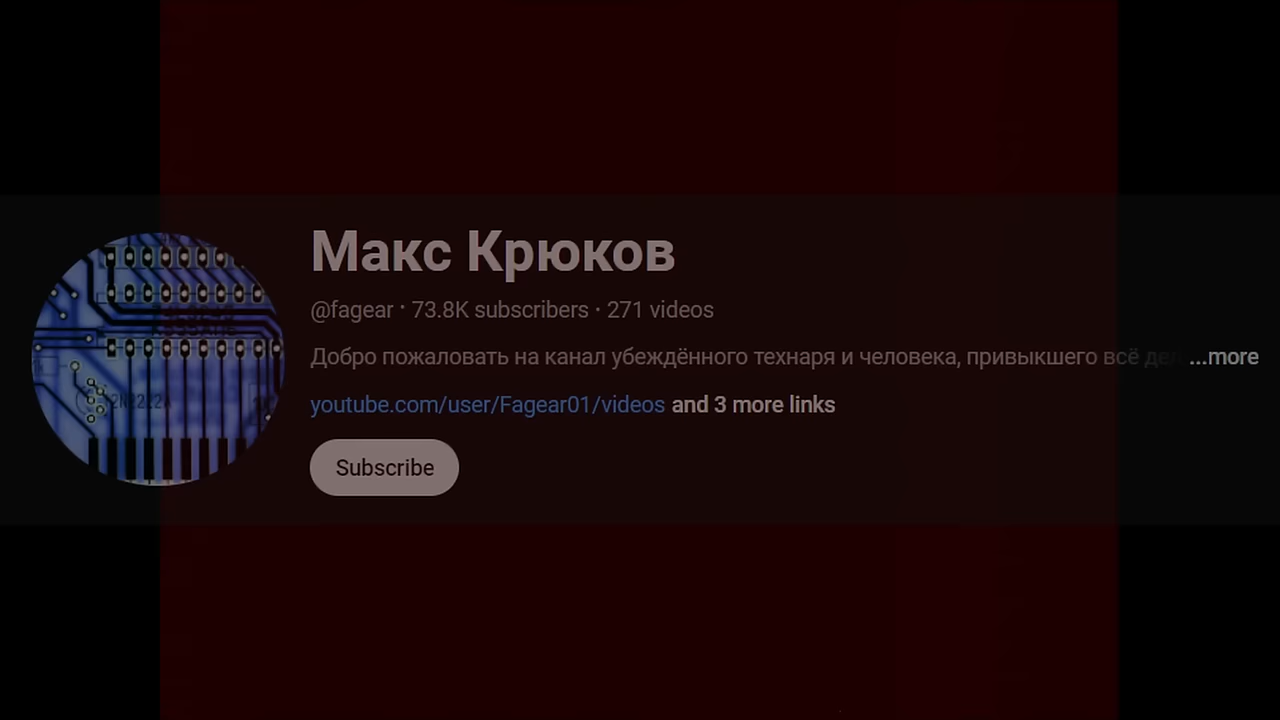 Макс Крюков
@fagear · 73.8K subscribers · 271 videos
Добро пожаловать на канал убеждённого технаря и человека, привыкшего всё ...more
youtube.com/user/Fagear01/videos and 3 more links
Subscribe